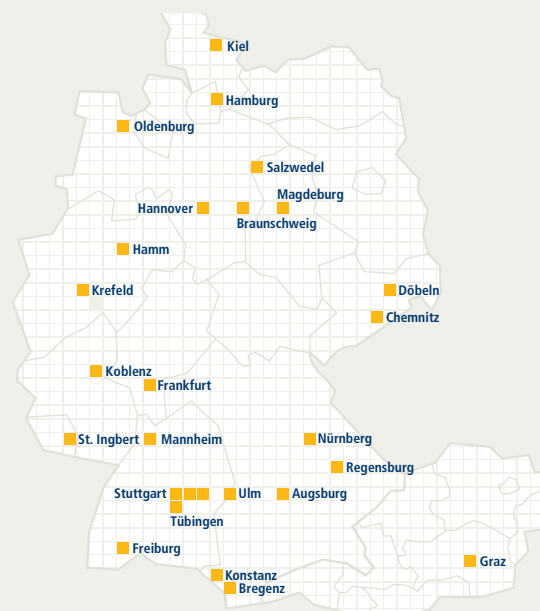 Kiel
Hamburg
Oldenburg
Salzwedel
Magdeburg
Hannover
Braunschweig
Hamm
Krefeld
Döbeln
Chemnitz
Koblenz
Frankfurt
St. Ingbert
Mannheim
Nürnberg
Regensburg
Stuttgart
Ulm
Augsburg
Tübingen
Freiburg
Graz
Konstanz
Bregenz